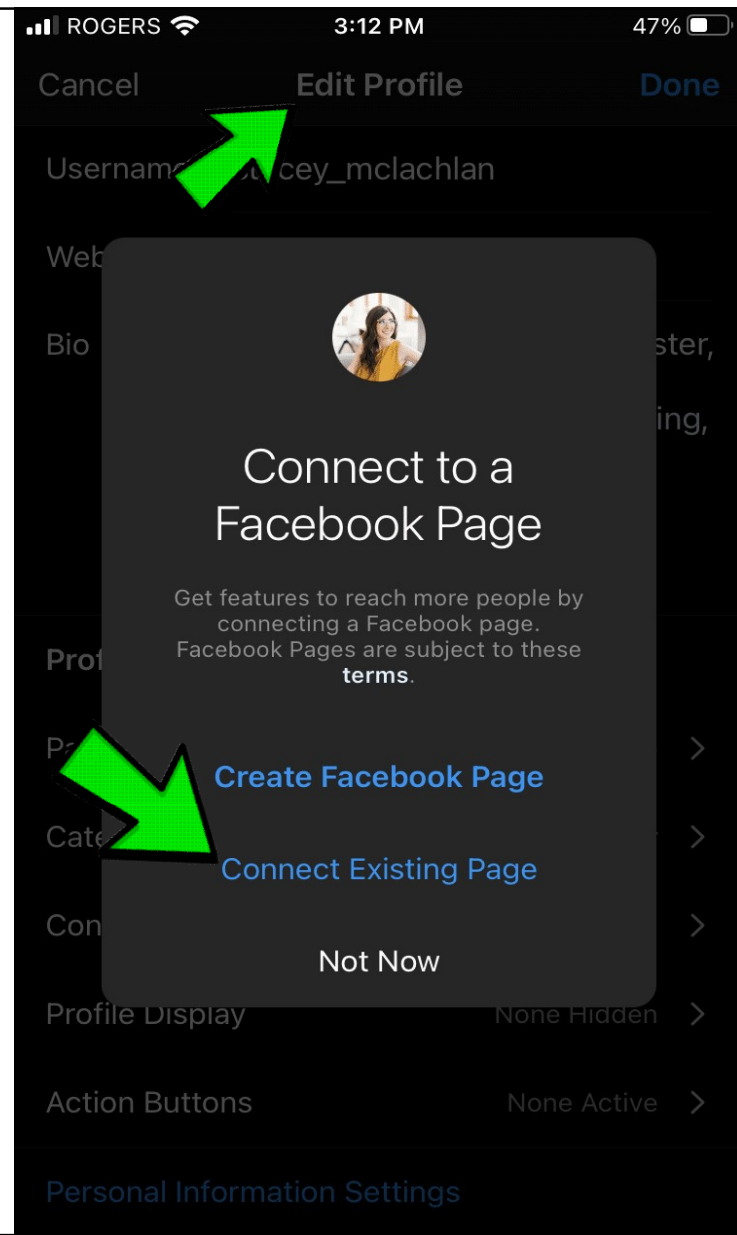 ROGERS 3:12 PM 47%
Cancel Edit Profile Done
Username cey_mclachlan
Web
Bio ster,
ing,
Connect to a
Facebook Page
Get features to reach more people by
connecting a Facebook page.
Facebook Pages are subject to these
terms.
Prof
Create Facebook Page
Cate
Connect Existing Page
Con
Not Now
Profile Display None Hidden
Action Buttons None Active
Personal Information Settings